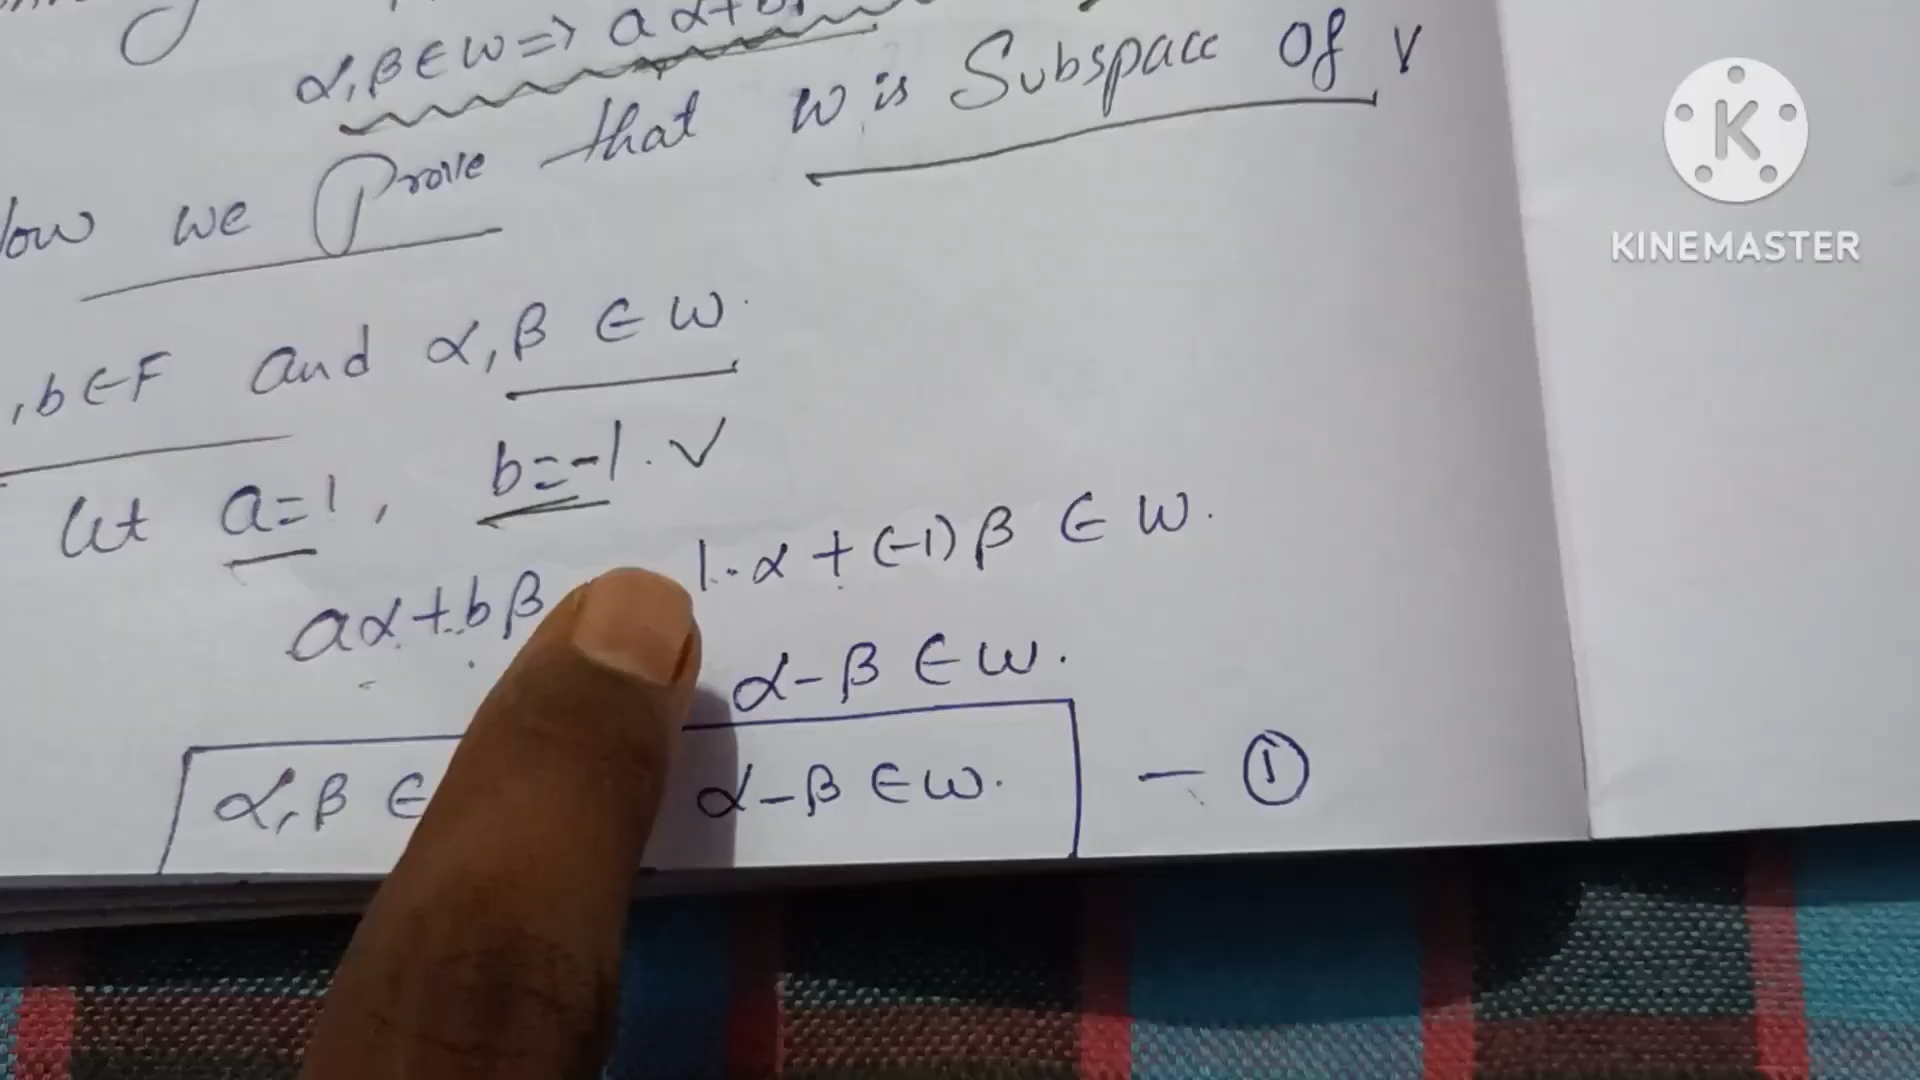 α,β∈W=> aα+b
Now we Prove that W is Subspace Of V
,b∈F and α,β ∈ W.
let a=1, b=-1. ✓
aα+bβ 1.α+(-1)β ∈ W.
α-β ∈ W.
α,β ∈ α-β ∈ W. — ①
K
KINEMASTER